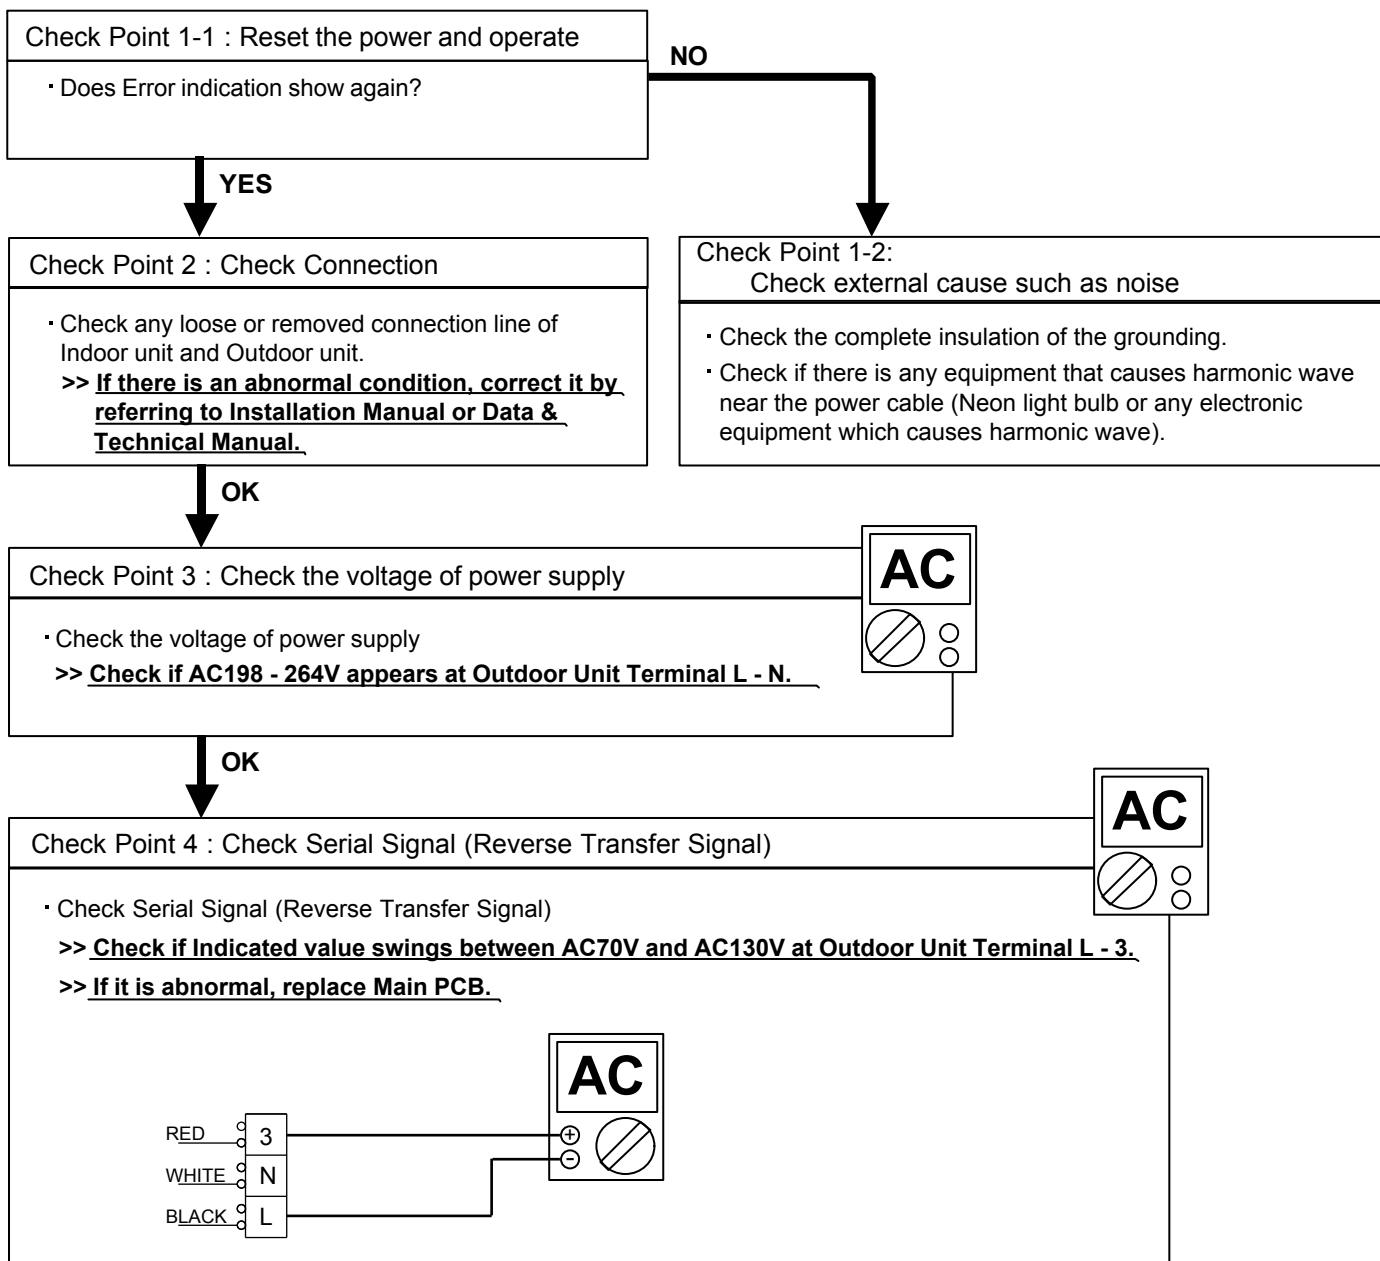 Check Point 1-1 : Reset the power and operate
· Does Error indication show again?
NO
YES
Check Point 2 : Check Connection
· Check any loose or removed connection line of
Indoor unit and Outdoor unit.
>> If there is an abnormal condition, correct it by
referring to Installation Manual or Data &
Technical Manual.
Check Point 1-2:
Check external cause such as noise
· Check the complete insulation of the grounding.
· Check if there is any equipment that causes harmonic wave
near the power cable (Neon light bulb or any electronic
equipment which causes harmonic wave).
OK
Check Point 3 : Check the voltage of power supply
AC
· Check the voltage of power supply
>> Check if AC198 - 264V appears at Outdoor Unit Terminal L - N.
OK
Check Point 4 : Check Serial Signal (Reverse Transfer Signal)
AC
· Check Serial Signal (Reverse Transfer Signal)
>> Check if Indicated value swings between AC70V and AC130V at Outdoor Unit Terminal L - 3.
>> If it is abnormal, replace Main PCB.
AC
RED 3
+
-
WHITE N
BLACK L